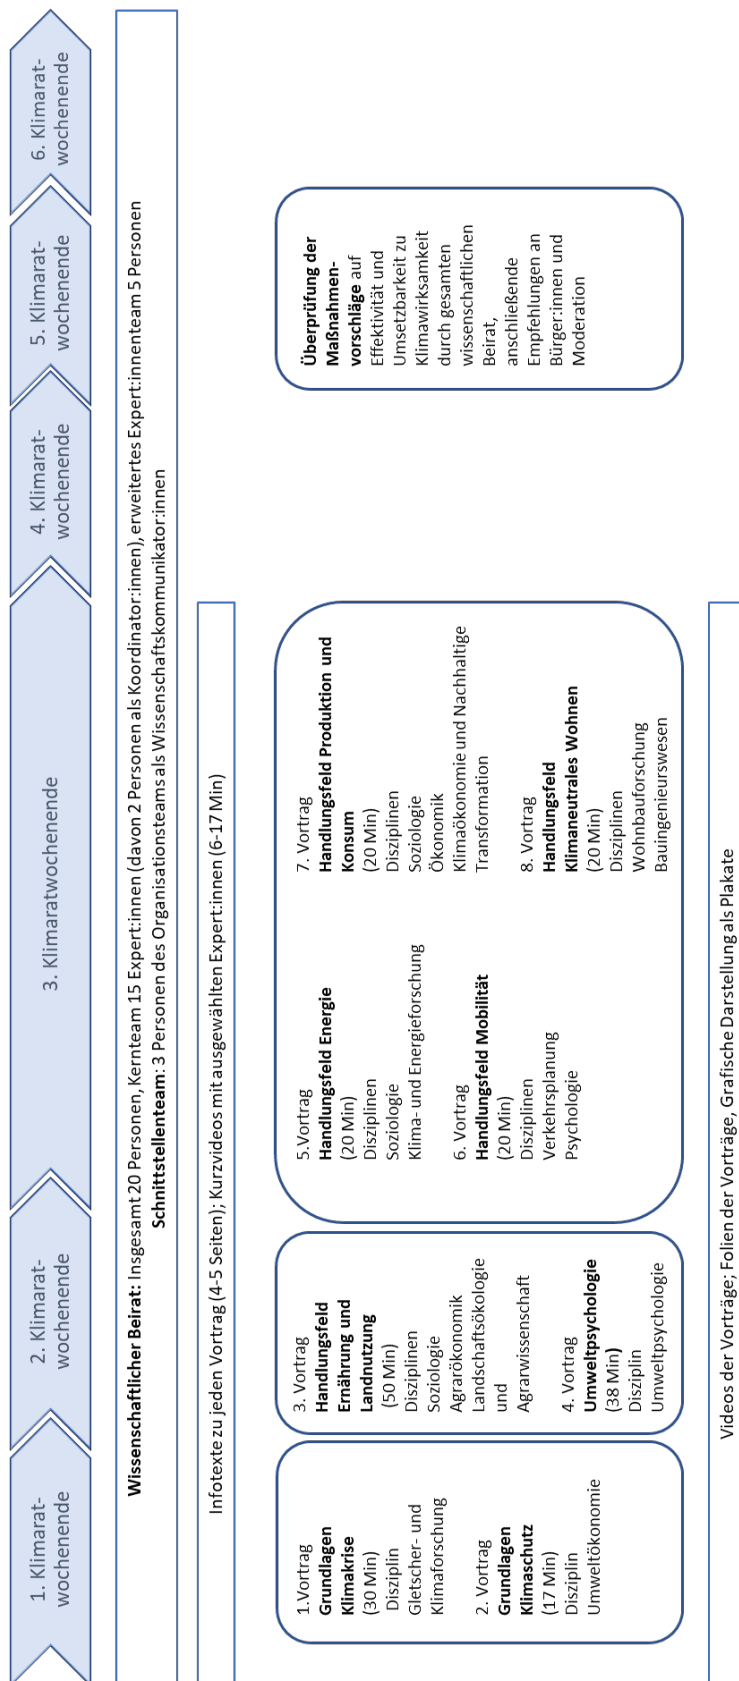 1. Klimarat-
wochenende
2. Klimarat-
wochenende
3. Klimaratwochenende
4. Klimarat-
wochenende
5. Klimarat-
wochenende
6. Klimarat-
wochenende
Wissenschaftlicher Beirat: Insgesamt 20 Personen, Kernteam 15 Expert:innen (davon 2 Personen als Koordinator:innen), erweitertes Expert:innenteam 5 Personen
Schnittstellenteam: 3 Personen des Organisationsteams als Wissenschaftskommunikator:innen
Infotexte zu jeden Vortrag (4-5 Seiten); Kurzvideos mit ausgewählten Expert:innen (6-17 Min)
1.Vortrag
Grundlagen
Klimakrise
(30 Min)
Disziplin
Gletscher- und
Klimaforschung
2. Vortrag
Grundlagen
Klimaschutz
(17 Min)
Disziplin
Umweltökonomie
3. Vortrag
Handlungsfeld
Ernährung und
Landnutzung
(50 Min)
Disziplinen
Soziologie
Agrarökonomik
Landschaftsökologie
und
Agrarwissenschaft
4. Vortrag
Umweltpsychologie
(38 Min)
Disziplin
Umweltpsychologie
5.Vortrag
Handlungsfeld Energie
(20 Min)
Disziplinen
Soziologie
Klima- und Energieforschung
6. Vortrag
Handlungsfeld Mobilität
(20 Min)
Disziplinen
Verkehrsplanung
Psychologie
7. Vortrag
Handlungsfeld Produktion und
Konsum
(20 Min)
Disziplinen
Soziologie
Ökonomik
Klimaökonomie und Nachhaltige
Transformation
8. Vortrag
Handlungsfeld
Klimaneutrales Wohnen
(20 Min)
Disziplinen
Wohnbauforschung
Bauingenieurswesen
Überprüfung der
Maßnahmen-
vorschläge auf
Effektivität und
Umsetzbarkeit zu
Klimawirksamkeit
durch gesamten
wissenschaftlichen
Beirat,
anschließende
Empfehlungen an
Bürger:innen und
Moderation
Videos der Vorträge; Folien der Vorträge, Grafische Darstellung als Plakate